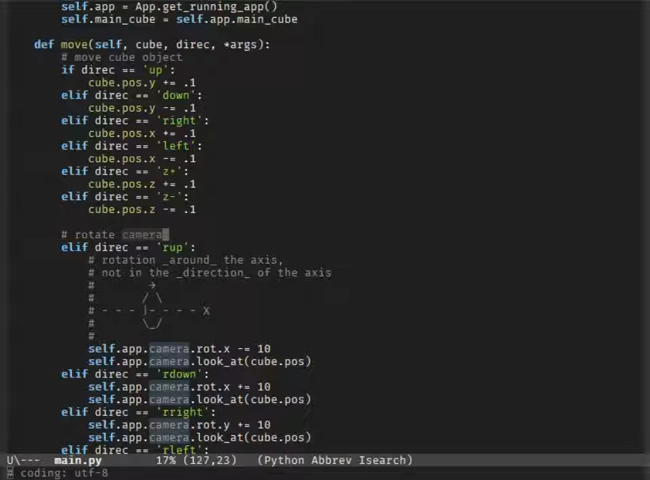 self.app = App.get_running_app()
self.main_cube = self.app.main_cube
def move(self, cube, direc, *args):
# move cube object
if direc == 'up':
cube.pos.y += .1
elif direc == 'down':
cube.pos.y -= .1
elif direc == 'right':
cube.pos.x += .1
elif direc == 'left':
cube.pos.x -= .1
elif direc == 'z+':
cube.pos.z += .1
elif direc == 'z-':
cube.pos.z -= .1
# rotate camera
elif direc == 'rup':
# rotation _around_ the axis,
# not in the _direction_ of the axis
# →
# / \
# - - - |- - - - X
# \_/
#
self.app.camera.rot.x -= 10
self.app.camera.look_at(cube.pos)
elif direc == 'rdown':
self.app.camera.rot.x += 10
self.app.camera.look_at(cube.pos)
elif direc == 'rright':
self.app.camera.rot.y += 10
self.app.camera.look_at(cube.pos)
elif direc == 'rleft':
U\--- main.py 17% (127,23) (Python Abbrev Isearch)
# coding: utf-8